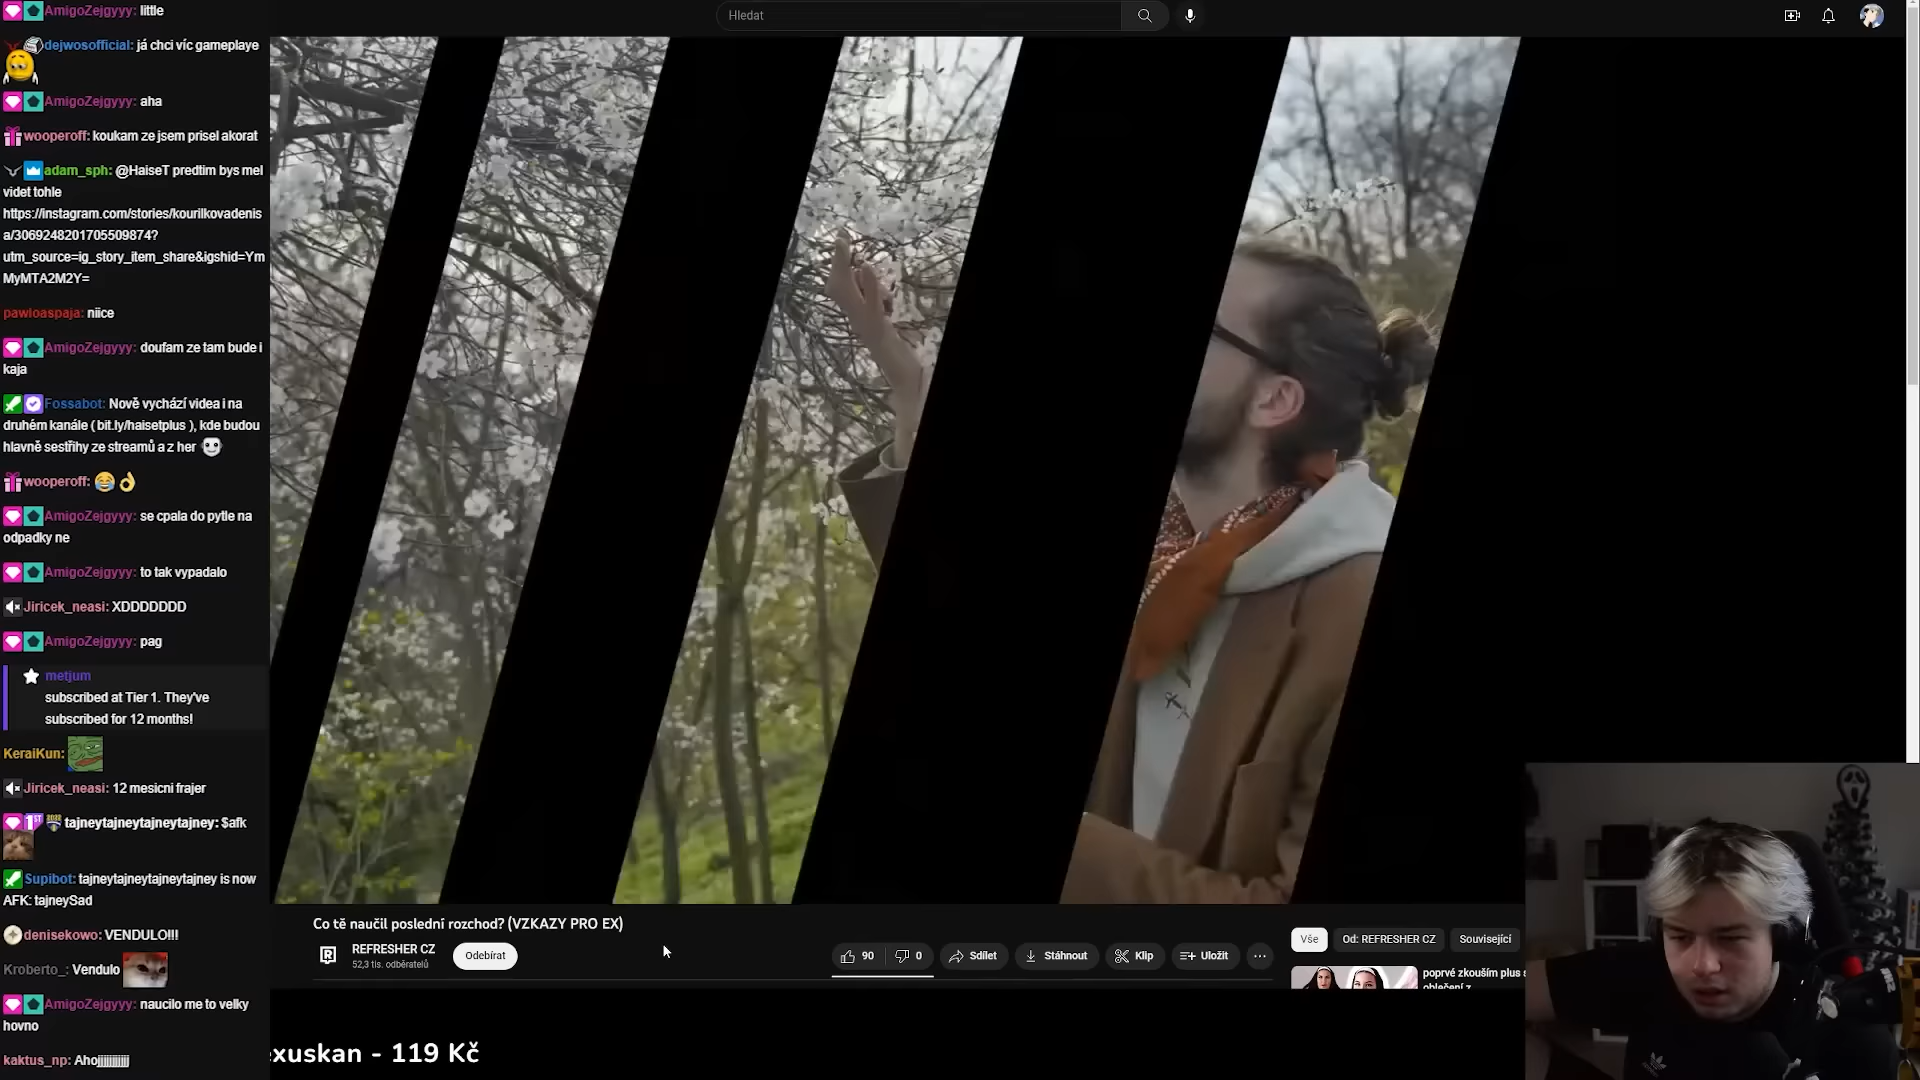 AmigoZejgyyy: little
dejwosofficial: já chci víc gameplaye
AmigoZejgyyy: aha
wooperoff: koukam ze jsem prisel akorat
adam_sph: @HaiseT predtim bys mel
videt tohle
https://instagram.com/stories/kourilkovadenis
a/3069248201705509874?
utm_source=ig_story_item_share&igshid=Ym
MyMTA2M2Y=
pawloaspaja: niice
AmigoZejgyyy: doufam ze tam bude i
kaja
Fossabot: Nově vychází videa i na
druhém kanále ( bit.ly/haisetplus ), kde budou
hlavně sestřihy ze streamů a z her
wooperoff:
AmigoZejgyyy: se cpala do pytle na
odpadky ne
AmigoZejgyyy: to tak vypadalo
Jiricek_neasi: XDDDDDDD
AmigoZejgyyy: pag
metjum
subscribed at Tier 1. They've
subscribed for 12 months!
KeraiKun:
Jiricek_neasi: 12 mesicni frajer
tajneytajneytajneytajney: $afk
Supibot: tajneytajneytajneytajney is now
AFK: tajneySad
denisekowo: VENDULO!!!
Kroberto_: Vendulo
AmigoZejgyyy: naucilo me to velky
hovno
kaktus_np: Ahojjjjjjjjjjj
Hledat
Co tě naučil poslední rozchod? (VZKAZY PRO EX)
REFRESHER CZ
52,3 tis. odběratelů
Odebírat
90
0
Sdílet
Stáhnout
Klip
Uložit
Vše
Od: REFRESHER CZ
Související
poprvé zkouším plus s
oblečení z
exuskan - 119 Kč